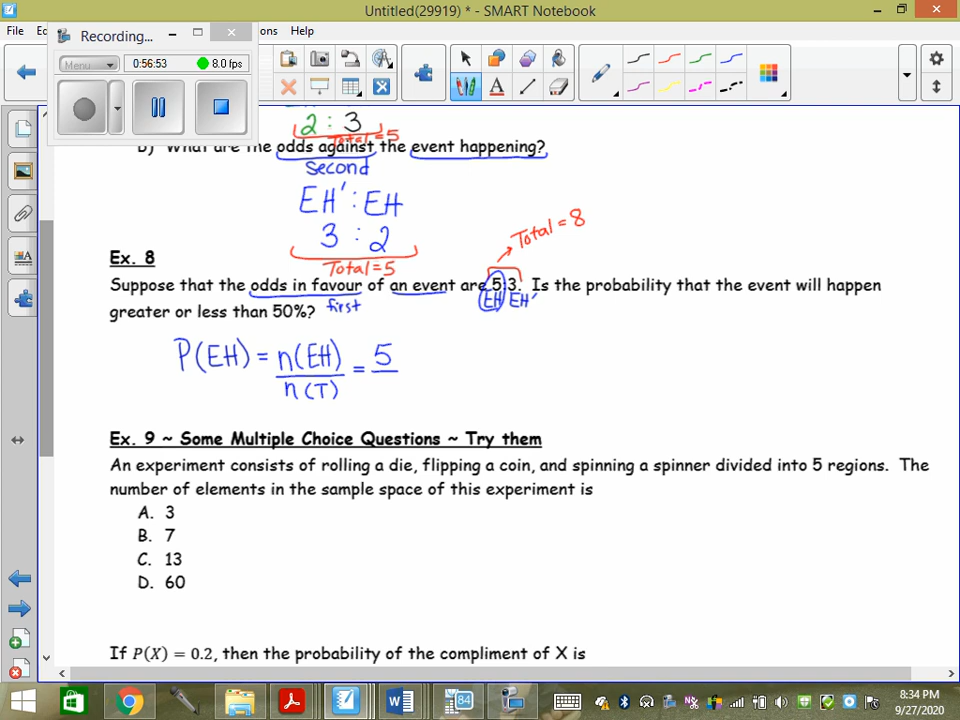 Untitled(29919) * - SMART Notebook
Recording...
File
Help
Menu
0:56:53
8.0 fps
2 : 3
Total = 5
b) What are the odds against the event happening?
second
EH' : EH
3 : 2
Total = 5
Total = 8
Ex. 8
Suppose that the odds in favour of an event are 5:3. Is the probability that the event will happen
first
EH EH'
greater or less than 50%?
P(EH) = n(EH)/n(T) = 5
Ex. 9 ~ Some Multiple Choice Questions ~ Try them
An experiment consists of rolling a die, flipping a coin, and spinning a spinner divided into 5 regions. The
number of elements in the sample space of this experiment is
A. 3
B. 7
C. 13
D. 60
If P(X) = 0.2, then the probability of the compliment of X is
84
8:34 PM
9/27/2020